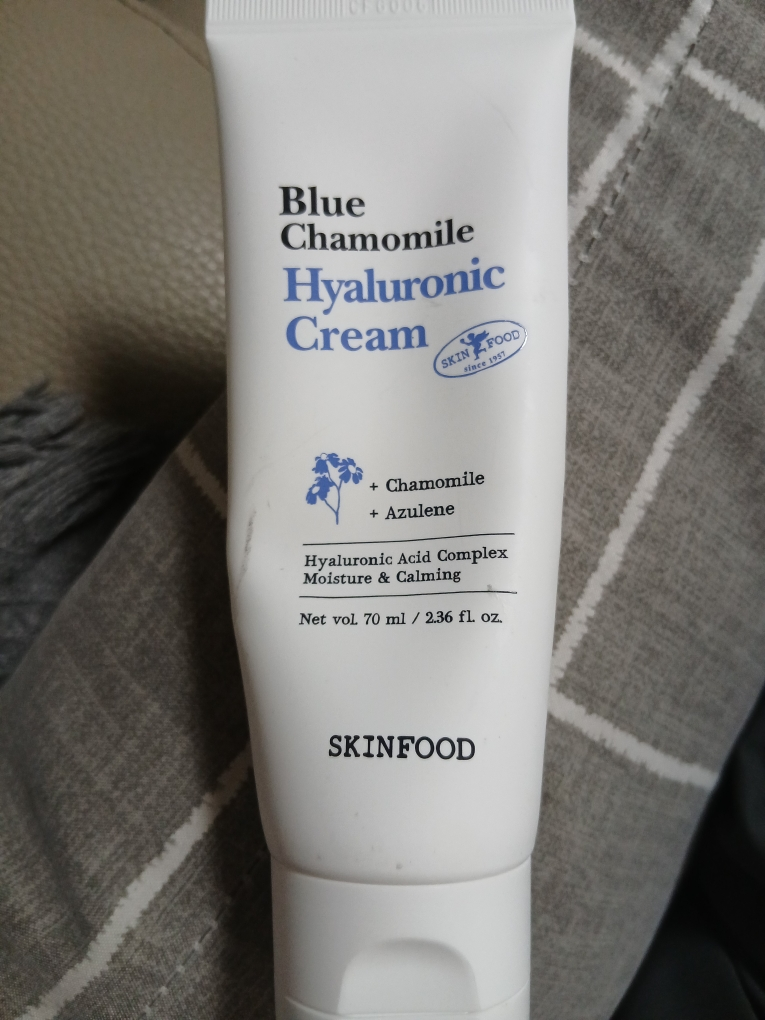 Blue
Chamomile
Hyaluronic
Cream
SKIN FOOD
since 1957
+ Chamomile
+ Azulene
Hyaluronic Acid Complex
Moisture & Calming
Net vol. 70 ml / 2.36 fl. oz.
SKINFOOD